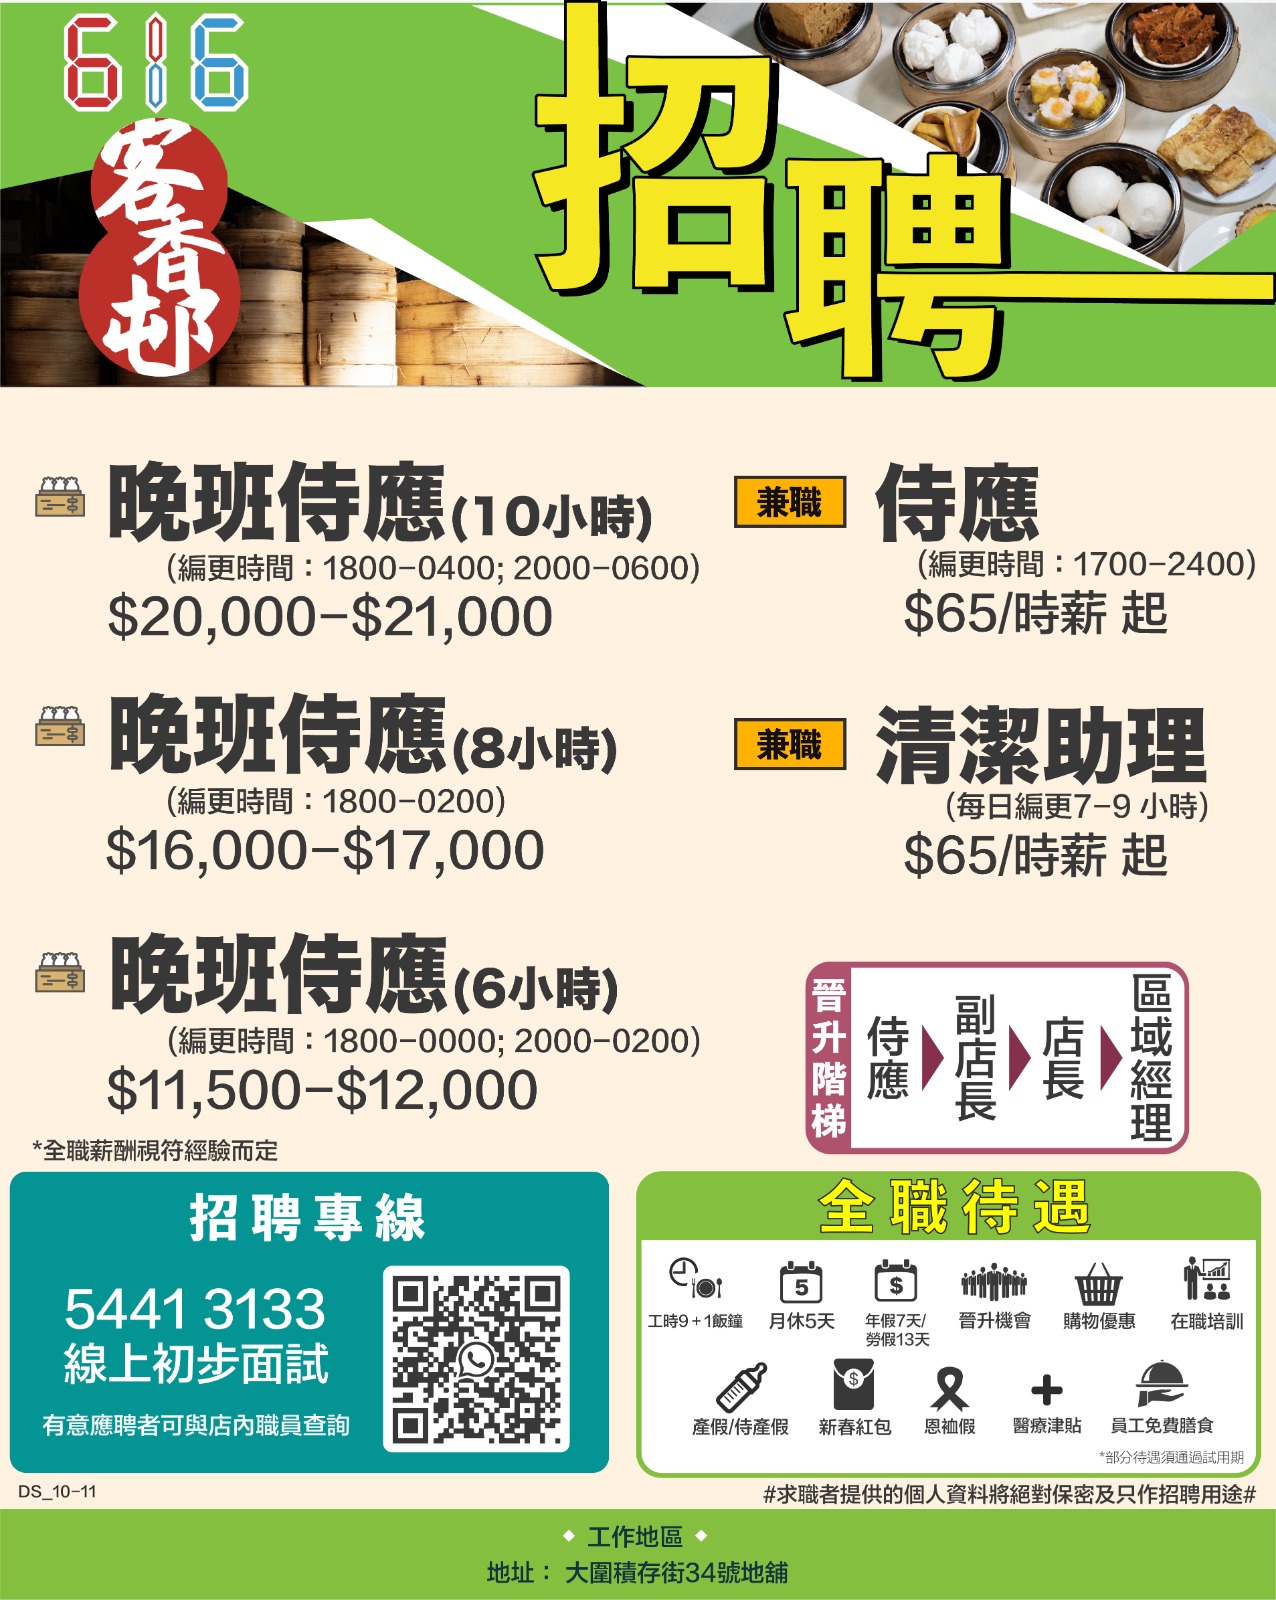 616
客香邨
招聘
晚班侍應(10小時)
(編更時間：1800-0400; 2000-0600)
$20,000-$21,000
晚班侍應(8小時)
(編更時間：1800-0200)
$16,000-$17,000
晚班侍應(6小時)
(編更時間：1800-0000; 2000-0200)
$11,500-$12,000
*全職薪酬視符經驗而定
兼職 侍應
(編更時間：1700-2400)
$65/時薪 起
兼職 清潔助理
(每日編更7-9 小時)
$65/時薪 起
晉升階梯
侍應
副店長
店長
區域經理
招聘專線
5441 3133
線上初步面試
有意應聘者可與店內職員查詢
全職待遇
5
$
工時9+1飯鐘
月休5天
年假7天/
勞假13天
晉升機會
購物優惠
在職培訓
$
產假/侍產假
新春紅包
恩衈假
醫療津貼
員工免費膳食
*部分待遇須通過試用期
DS_10-11
#求職者提供的個人資料將絕對保密及只作招聘用途#
工作地區
地址： 大圍積存街34號地舖